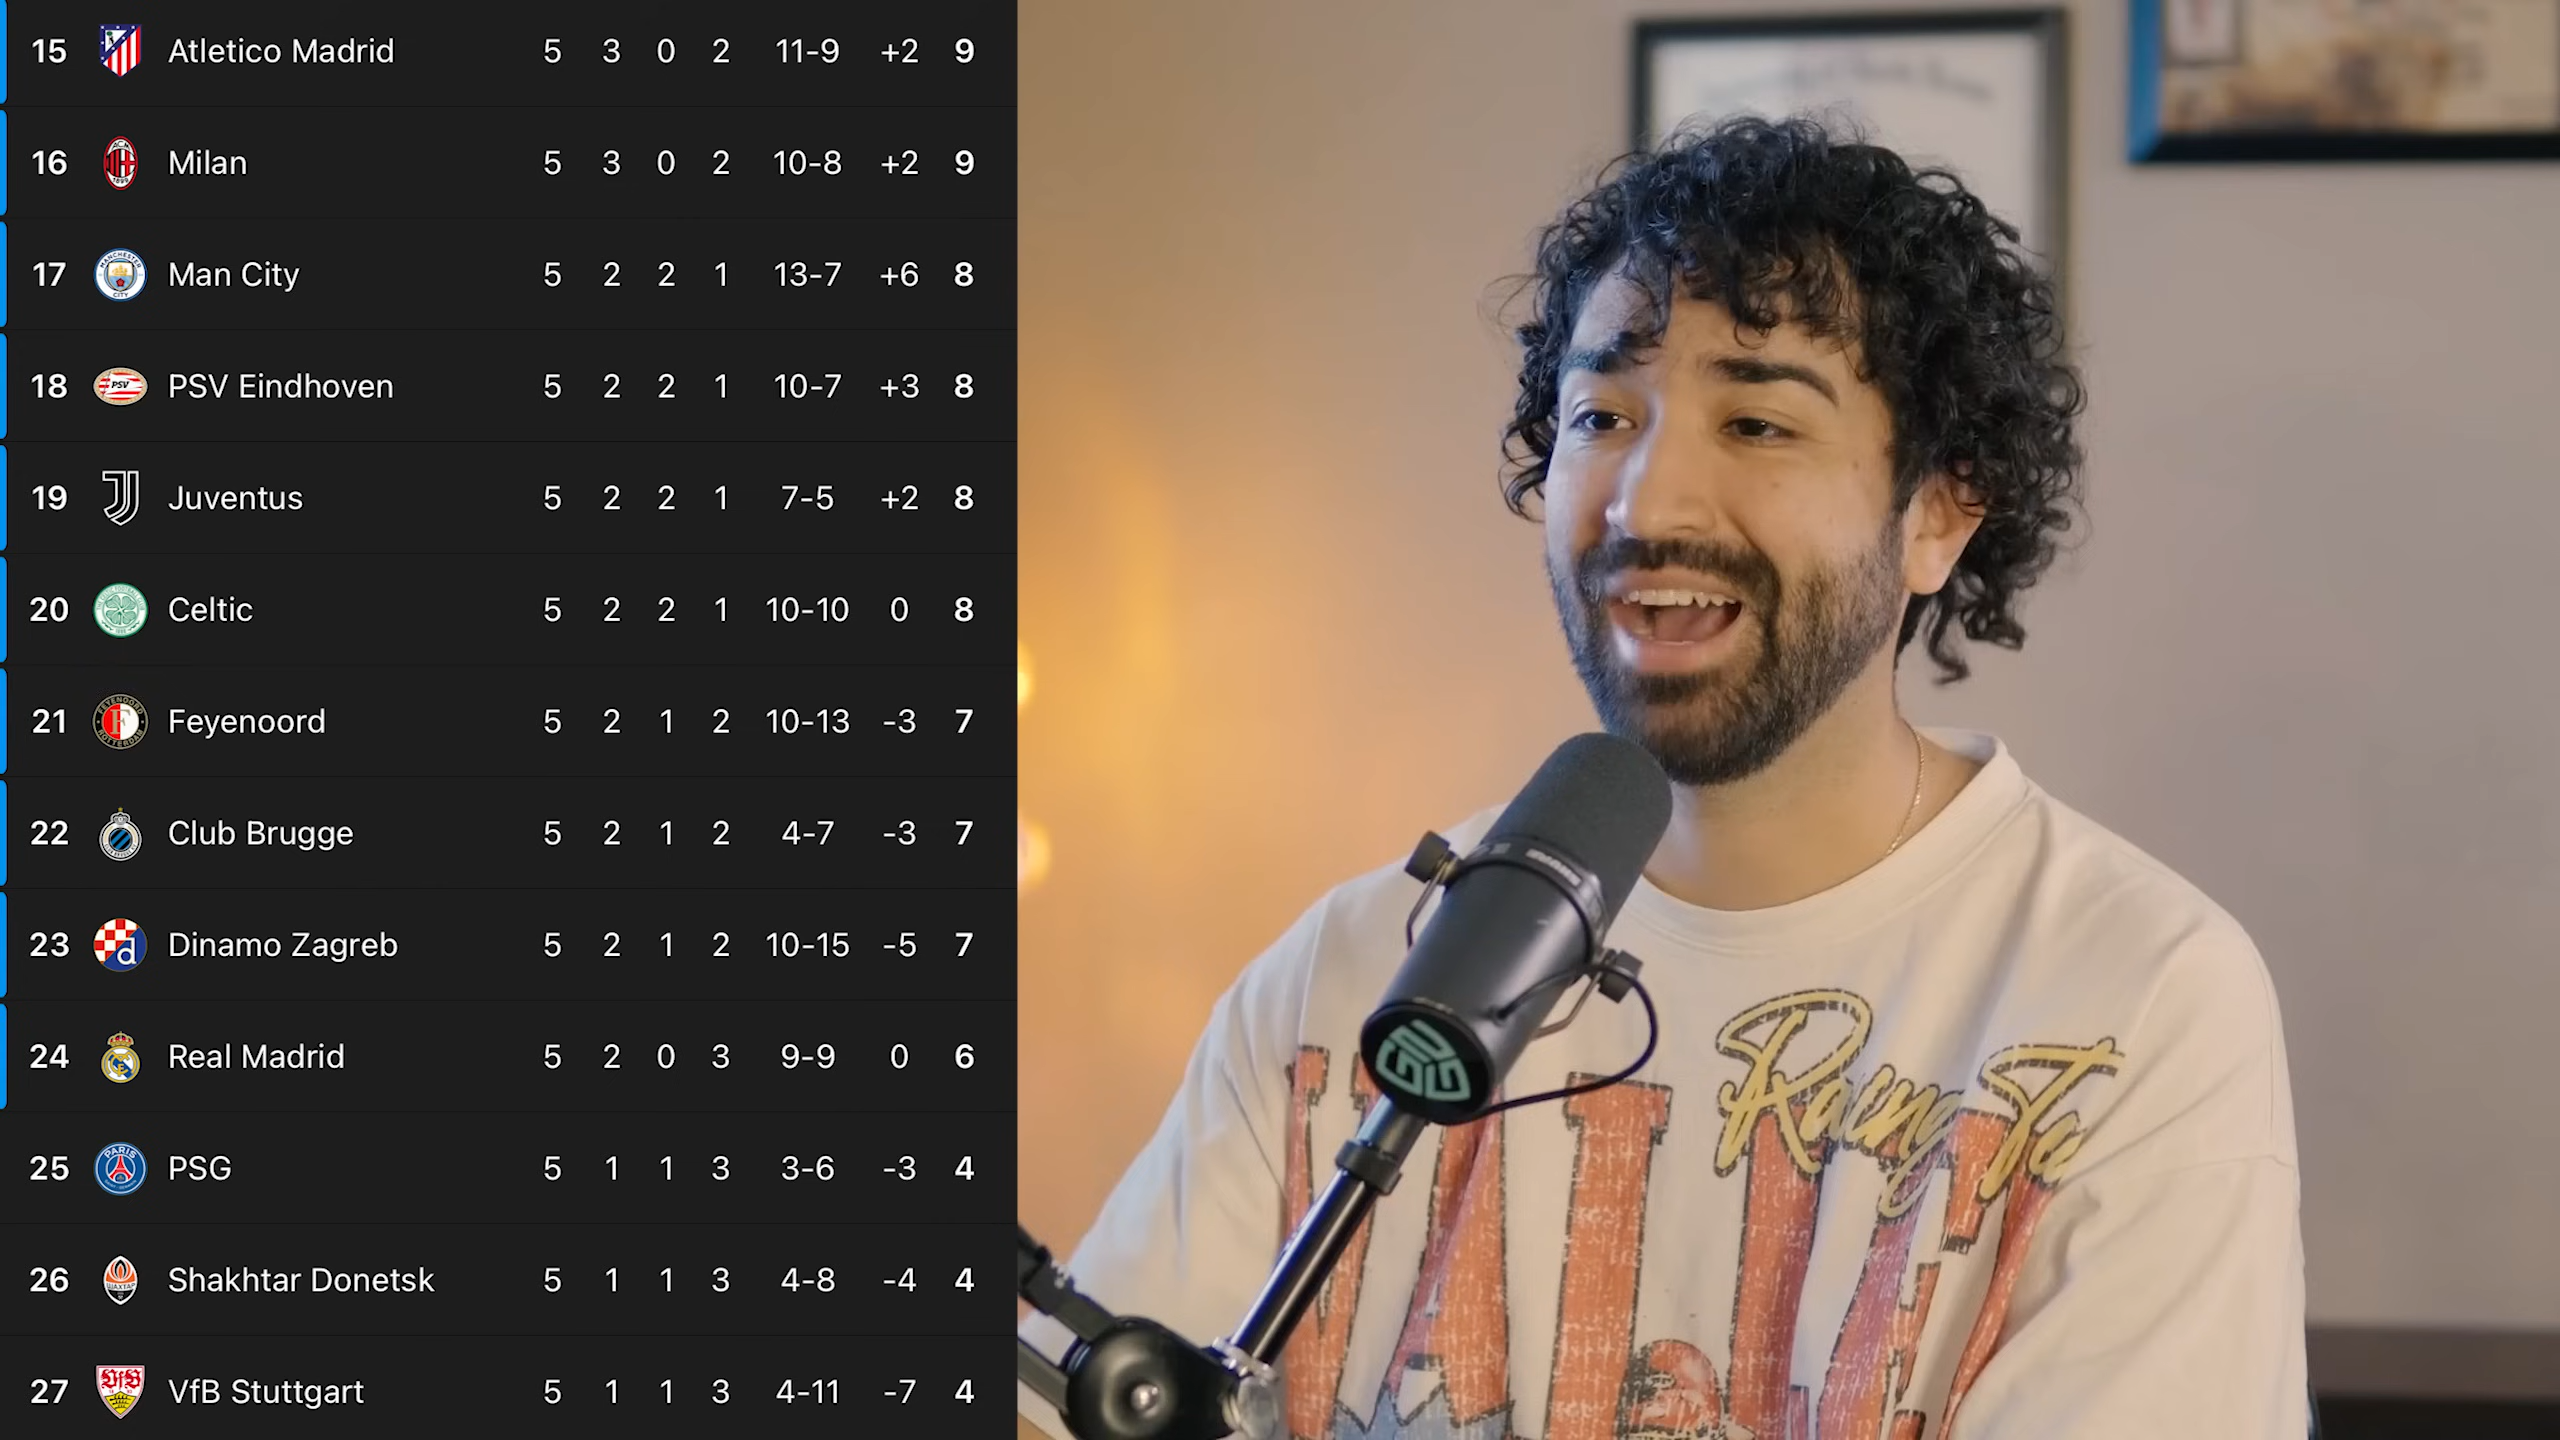 15 Atletico Madrid 5 3 0 2 11-9 +2 9
16 Milan 5 3 0 2 10-8 +2 9
17 Man City 5 2 2 1 13-7 +6 8
18 PSV Eindhoven 5 2 2 1 10-7 +3 8
19 Juventus 5 2 2 1 7-5 +2 8
20 Celtic 5 2 2 1 10-10 0 8
21 Feyenoord 5 2 1 2 10-13 -3 7
22 Club Brugge 5 2 1 2 4-7 -3 7
23 Dinamo Zagreb 5 2 1 2 10-15 -5 7
24 Real Madrid 5 2 0 3 9-9 0 6
25 PSG 5 1 1 3 3-6 -3 4
26 Shakhtar Donetsk 5 1 1 3 4-8 -4 4
27 VfB Stuttgart 5 1 1 3 4-11 -7 4
SHURE
Racing